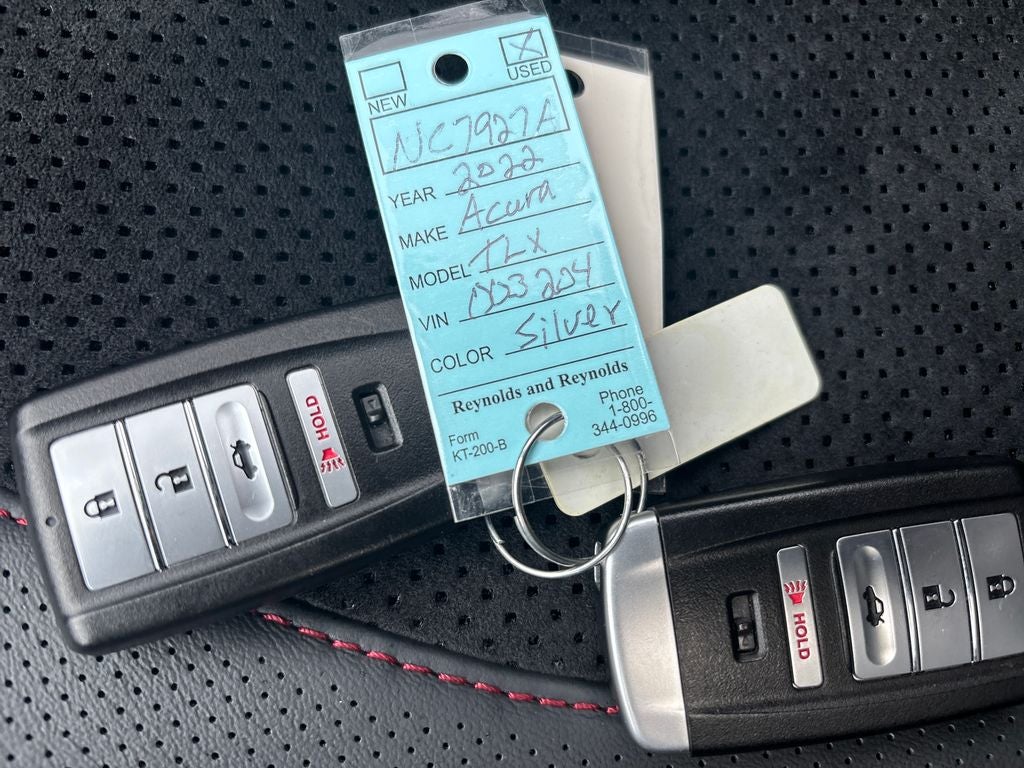 NEW
USED
NC7927A
YEAR 2022
MAKE Acura
MODEL TLX
VIN 003204
COLOR Silver
Reynolds and Reynolds
Form
KT-200-B
Phone
1-800-
344-0996
HOLD
HOLD